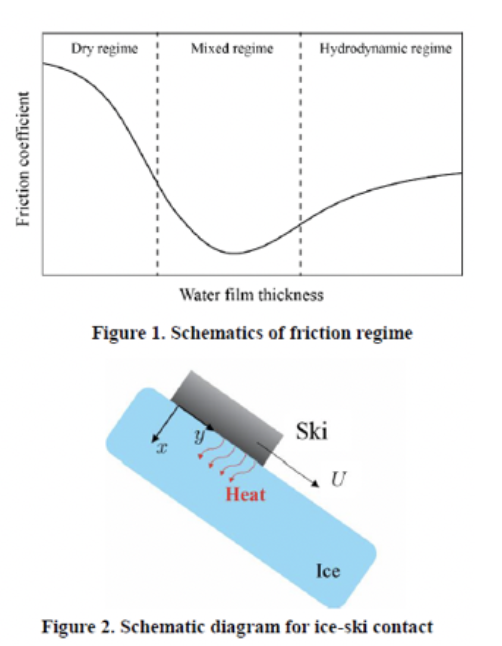 Dry regime
Mixed regime
Hydrodynamic regime
Friction coefficient
Water film thickness
Figure 1. Schematics of friction regime
Ski
y
x
U
Heat
Ice
Figure 2. Schematic diagram for ice-ski contact